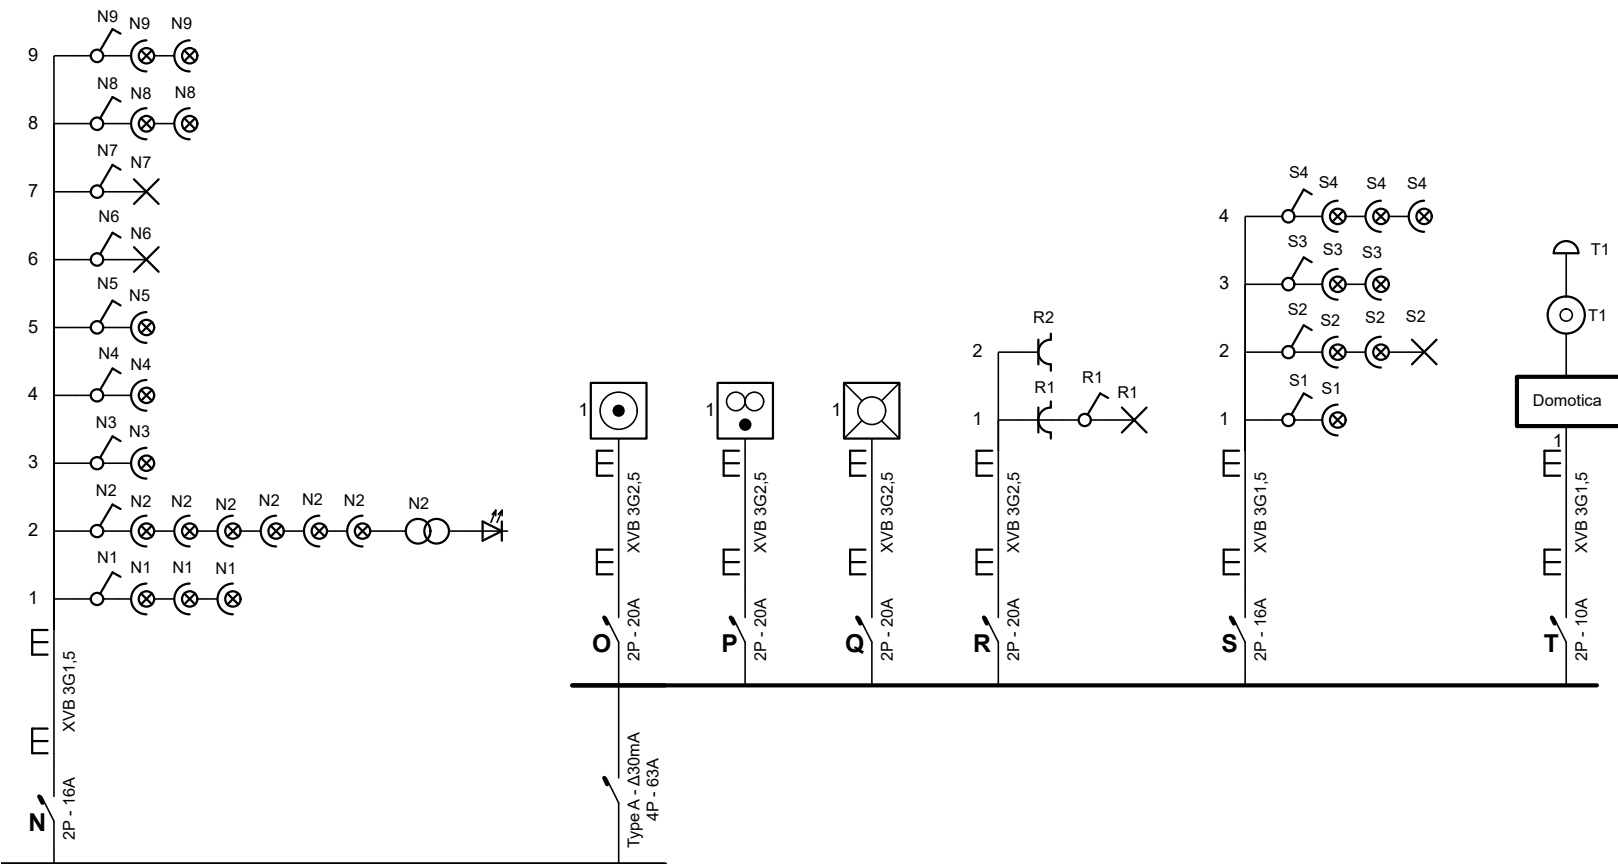 N9 N9 N9
9
N8 N8 N8
8
N7 N7
7
N6 N6
6
N5 N5
5
N4 N4
4
N3 N3
3
N2 N2 N2 N2 N2 N2 N2 N2
2
N1 N1 N1 N1
1
XVB 3G1,5
2P - 16A
N
1
XVB 3G2,5
2P - 20A
O
Type A - Δ30mA
4P - 63A
1
XVB 3G2,5
2P - 20A
P
1
XVB 3G2,5
2P - 20A
Q
R2
2
R1 R1 R1
1
XVB 3G2,5
2P - 20A
R
S4 S4 S4 S4
4
S3 S3 S3
3
S2 S2 S2 S2
2
S1 S1
1
XVB 3G1,5
2P - 16A
S
T1
T1
Domotica
1
XVB 3G1,5
2P - 10A
T